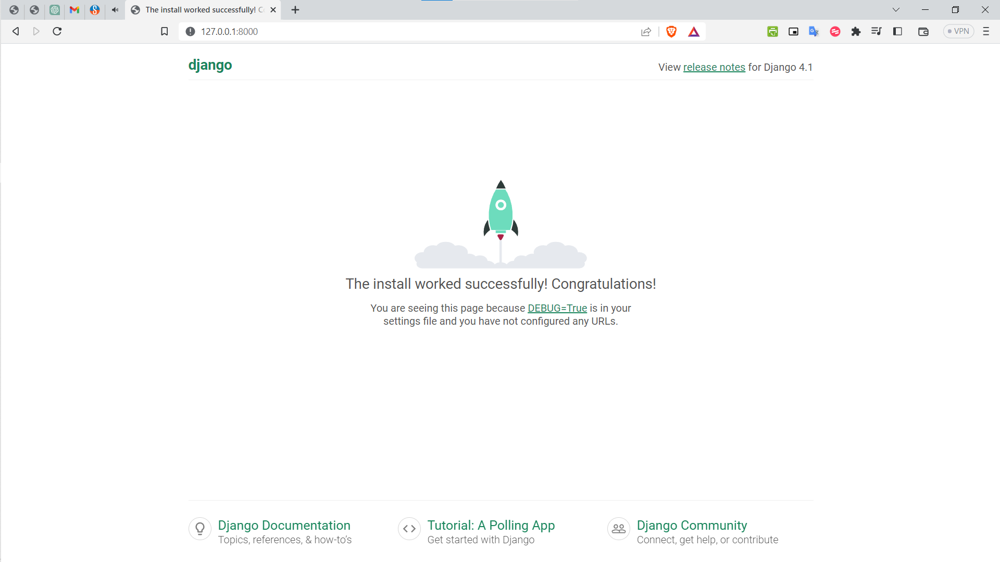 The install worked successfully! C
127.0.0.1:8000
VPN
django
View release notes for Django 4.1
The install worked successfully! Congratulations!
You are seeing this page because DEBUG=True is in your
settings file and you have not configured any URLs.
Django Documentation
Topics, references, & how-to’s
Tutorial: A Polling App
Get started with Django
Django Community
Connect, get help, or contribute